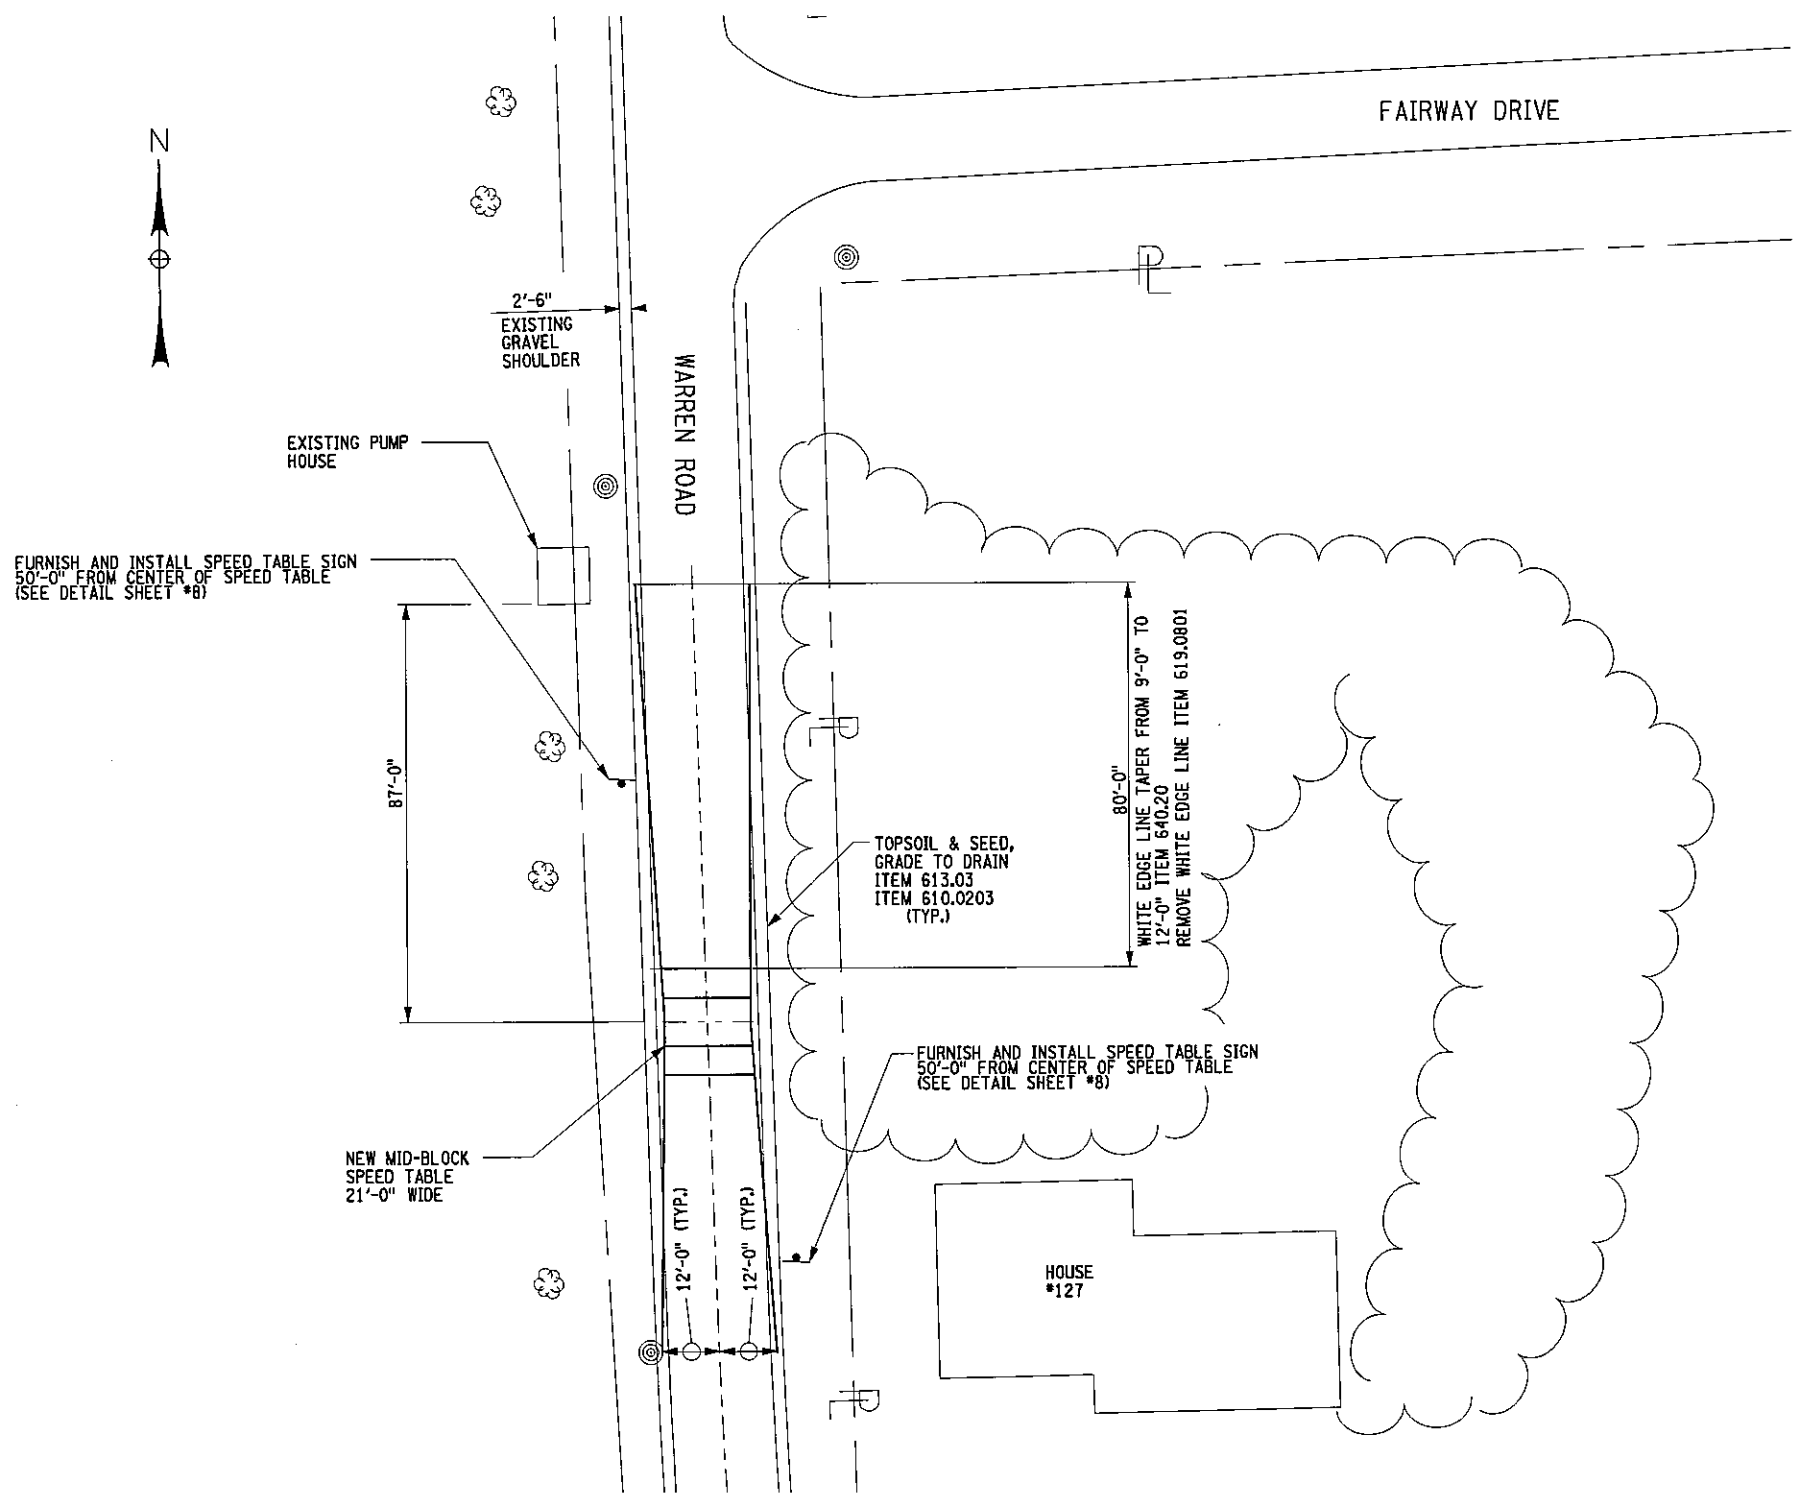 FAIRWAY DRIVE
N
PL
2'-6"
EXISTING
GRAVEL
SHOULDER
WARREN ROAD
EXISTING PUMP
HOUSE
FURNISH AND INSTALL SPEED TABLE SIGN
50'-0" FROM CENTER OF SPEED TABLE
(SEE DETAIL SHEET #8)
87'-0"
PL
80'-0"
WHITE EDGE LINE TAPER FROM 9'-0" TO
12'-0" ITEM 640.20
REMOVE WHITE EDGE LINE ITEM 619.0801
TOPSOIL & SEED,
GRADE TO DRAIN
ITEM 613.03
ITEM 610.0203
(TYP.)
FURNISH AND INSTALL SPEED TABLE SIGN
50'-0" FROM CENTER OF SPEED TABLE
(SEE DETAIL SHEET #8)
NEW MID-BLOCK
SPEED TABLE
21'-0" WIDE
12'-0" (TYP.)
12'-0" (TYP.)
HOUSE
#127
PL